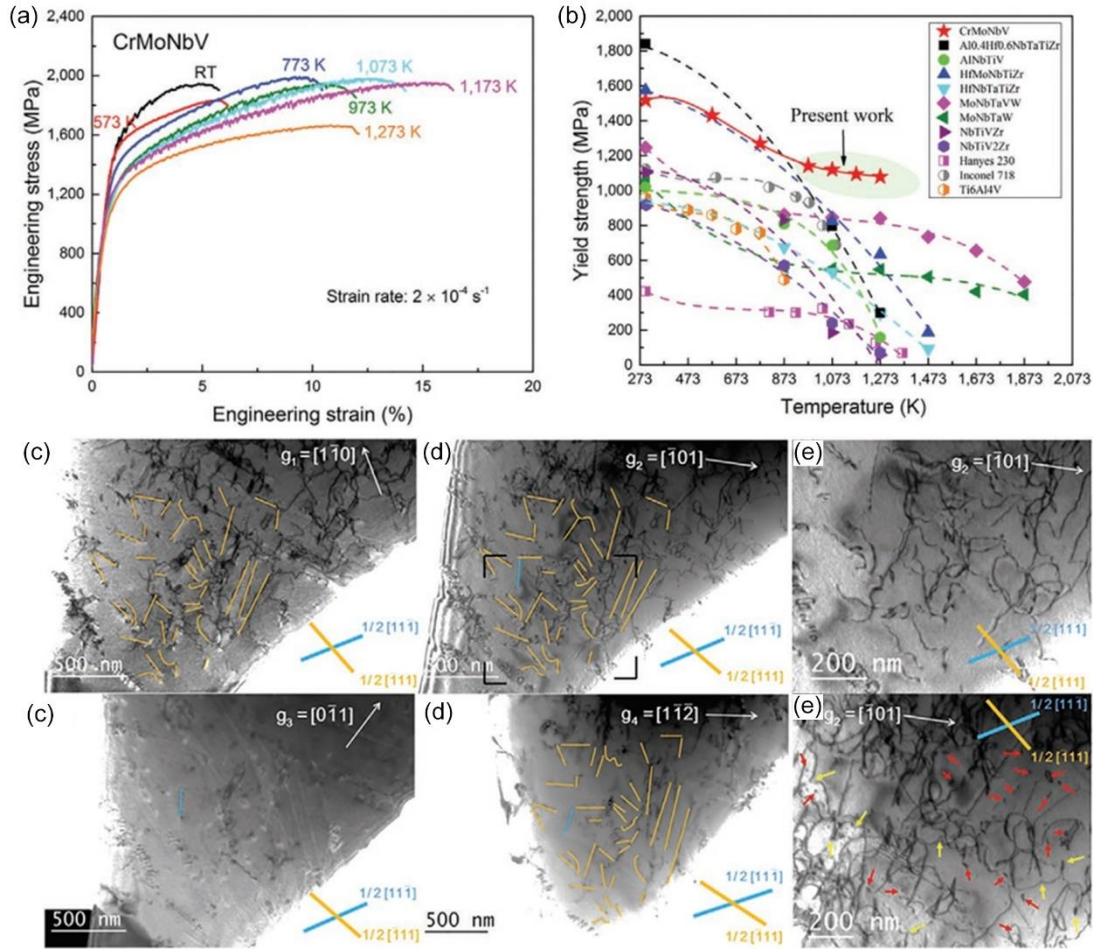 (a)
2,400
2,000
1,600
1,200
800
400
0
0
5
10
15
20
Engineering stress (MPa)
Engineering strain (%)
CrMoNbV
RT
573 K
773 K
1,073 K
973 K
1,173 K
1,273 K
Strain rate: 2 × 10⁻⁴ s⁻¹
(b)
2,000
1,800
1,600
1,400
1,200
1,000
800
600
400
200
0
273
473
673
873
1,073
1,273
1,473
1,673
1,873
2,073
Yield strength (MPa)
Temperature (K)
Present work
CrMoNbV
Al0.4Hf0.6NbTaTiZr
AlNbTiV
HfMoNbTiZr
HfNbTaTiZr
MoNbTaVW
MoNbTaW
NbTiVZr
NbTiV2Zr
Hanyes 230
Inconel 718
Ti6Al4V
(c)
g₁ = [11̅0]
1/2 [111̅]
1/2 [1̅11]
500 nm
(d)
g₂ = [1̅01]
1/2 [111̅]
1/2 [1̅11]
500 nm
(e)
g₂ = [1̅01]
1/2 [111̅]
200 nm
(c)
g₃ = [01̅1]
1/2 [111̅]
1/2 [1̅11]
500 nm
(d)
g₄ = [11̅2̅]
1/2 [111̅]
1/2 [1̅11]
500 nm
(e)
g₂ = [1̅01]
1/2 [111̅]
1/2 [1̅11]
200 nm